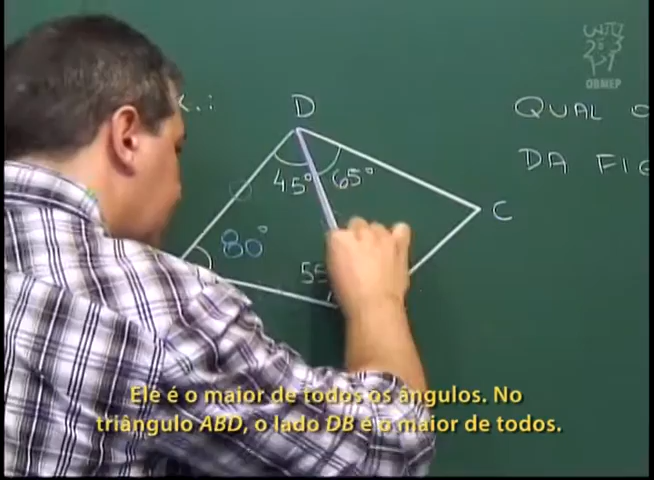 x.:
D
QUAL O
DA FIG
45° 65°
C
80°
55
OBMEP
Ele é o maior de todos os ângulos. No
triângulo ABD, o lado DB é o maior de todos.